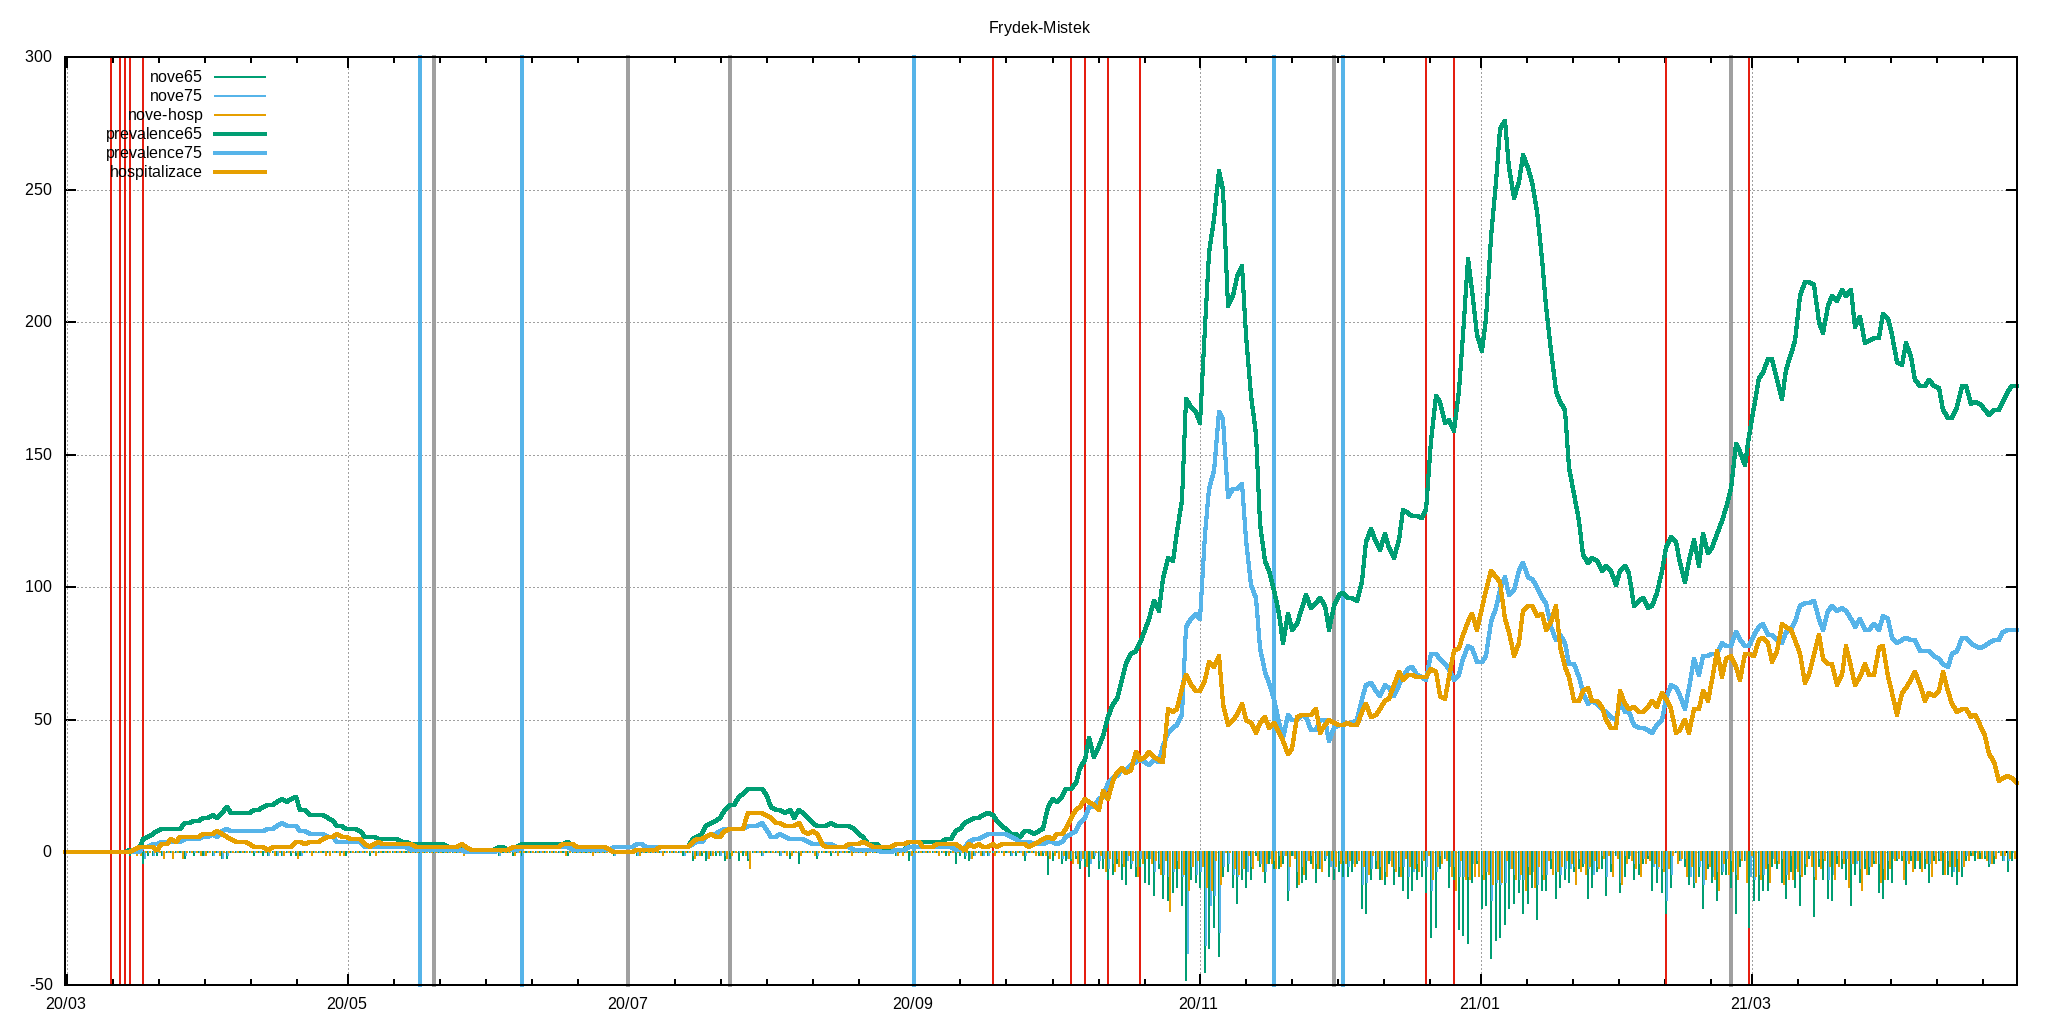 Frydek-Mistek
300
nove65
nove75
nove-hosp
prevalence65
prevalence75
hospitalizace
250
200
150
100
50
0
-50
20/03 20/05 20/07 20/09 20/11 21/01 21/03